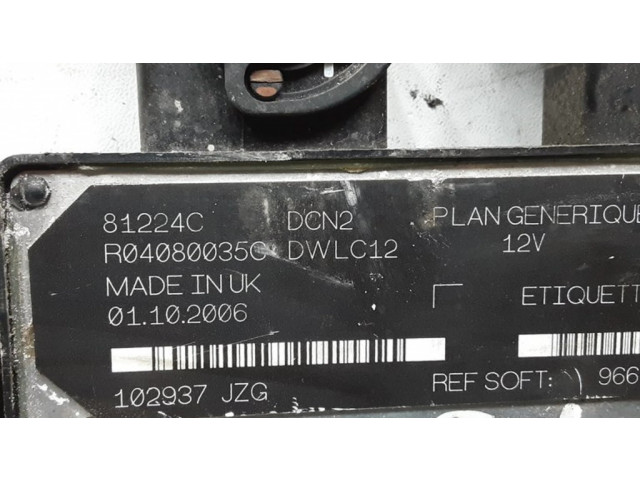 81224C DCN2 PLAN GENERIQUE
R04080035C DWLC12 12V
MADE IN UK
01.10.2006 ETIQUETT
102937 JZG REF SOFT: 966